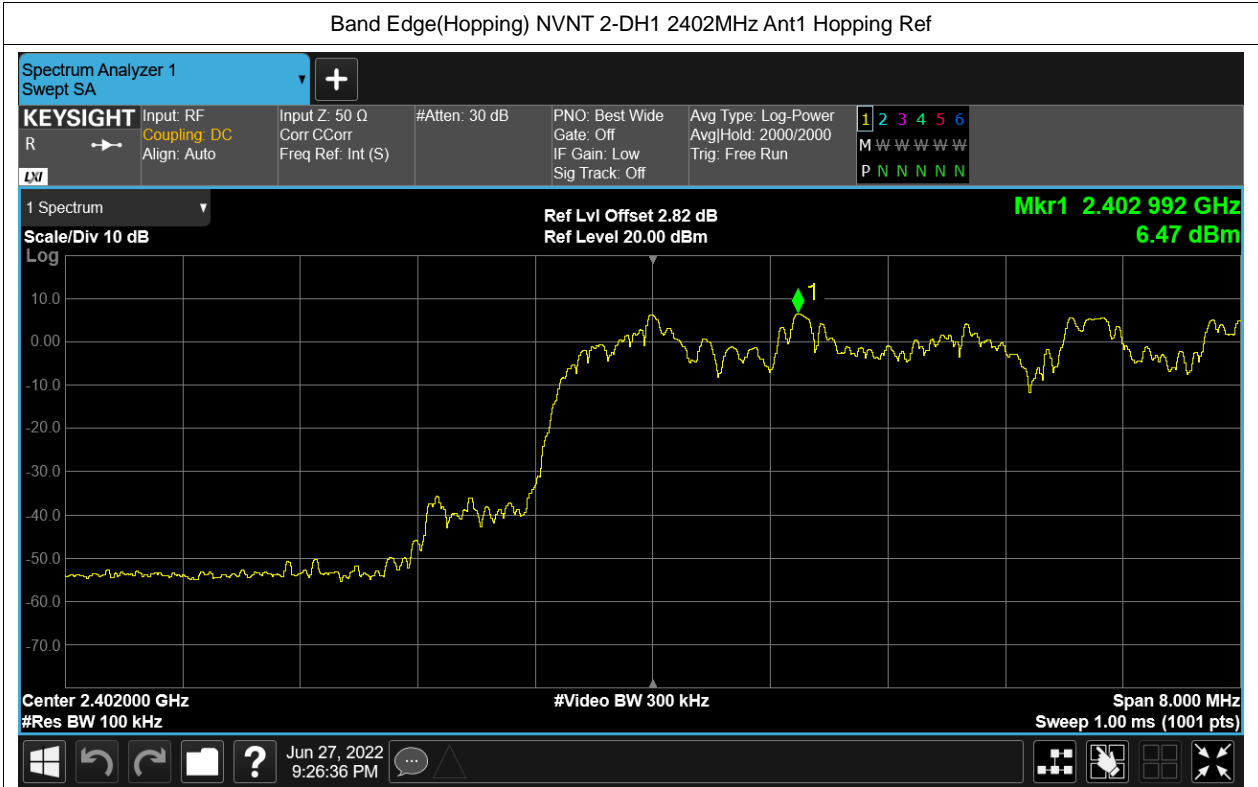 Band Edge(Hopping) NVNT 2-DH1 2402MHz Ant1 Hopping Ref
Spectrum Analyzer 1
Swept SA
KEYSIGHT
R
LXI
Input: RF
Coupling: DC
Align: Auto
Input Z: 50 Ω
Corr CCorr
Freq Ref: Int (S)
#Atten: 30 dB
PNO: Best Wide
Gate: Off
IF Gain: Low
Sig Track: Off
Avg Type: Log-Power
Avg|Hold: 2000/2000
Trig: Free Run
1 2 3 4 5 6
M W W W W W
P N N N N N
1 Spectrum
Scale/Div 10 dB
Ref Lvl Offset 2.82 dB
Ref Level 20.00 dBm
Mkr1 2.402 992 GHz
6.47 dBm
Log
10.0
0.00
-10.0
-20.0
-30.0
-40.0
-50.0
-60.0
-70.0
1
Center 2.402000 GHz
#Res BW 100 kHz
#Video BW 300 kHz
Span 8.000 MHz
Sweep 1.00 ms (1001 pts)
?
Jun 27, 2022
9:26:36 PM